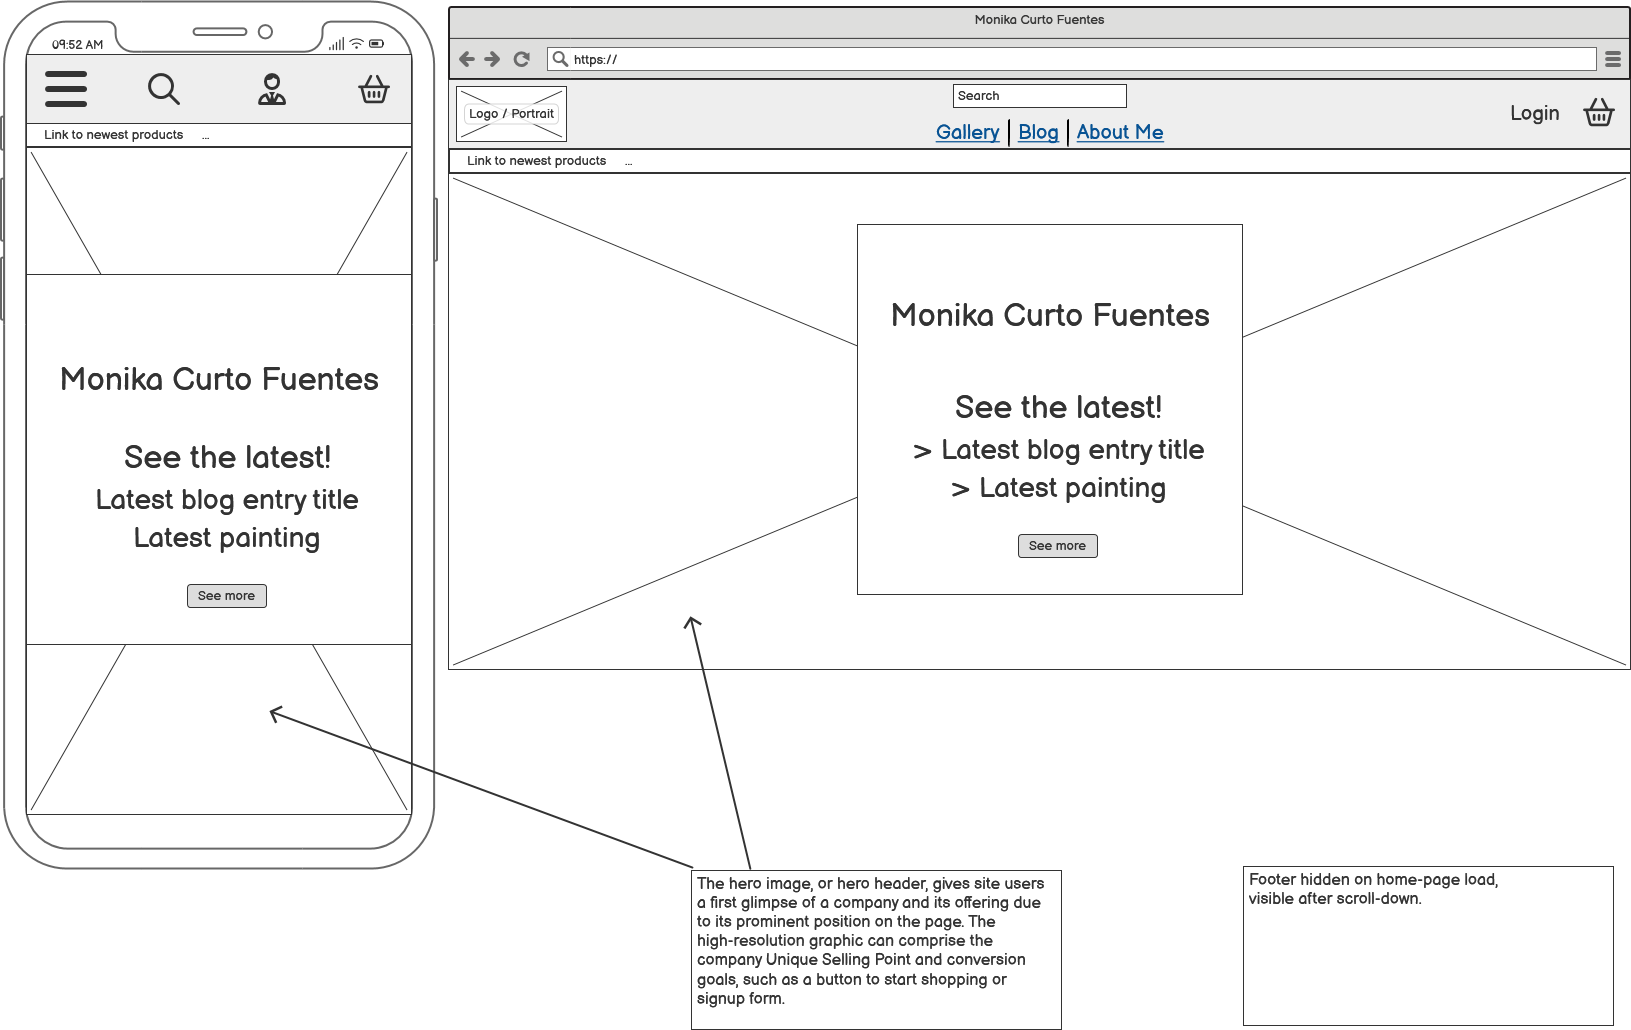 09:52 AM
Link to newest products ...
Monika Curto Fuentes
See the latest!
Latest blog entry title
Latest painting
See more
Monika Curto Fuentes
https://
Logo / Portrait
Search
Gallery | Blog | About Me
Login
Link to newest products ...
Monika Curto Fuentes
See the latest!
> Latest blog entry title
> Latest painting
See more
The hero image, or hero header, gives site users
a first glimpse of a company and its offering due
to its prominent position on the page. The
high-resolution graphic can comprise the
company Unique Selling Point and conversion
goals, such as a button to start shopping or
signup form.
Footer hidden on home-page load,
visible after scroll-down.